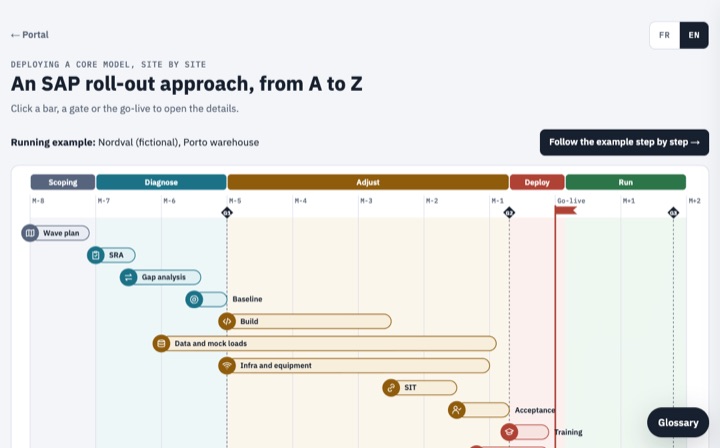 ← Portal
FR EN
DEPLOYING A CORE MODEL, SITE BY SITE
An SAP roll-out approach, from A to Z
Click a bar, a gate or the go-live to open the details.
Running example: Nordval (fictional), Porto warehouse
Follow the example step by step →
Scoping Diagnose Adjust Deploy Run
M-8 M-7 M-6 M-5 M-4 M-3 M-2 M-1 Go-live M+1 M+2
Wave plan
SRA
Gap analysis
Baseline
Build
Data and mock loads
Infra and equipment
SIT
Acceptance
Training
Glossary